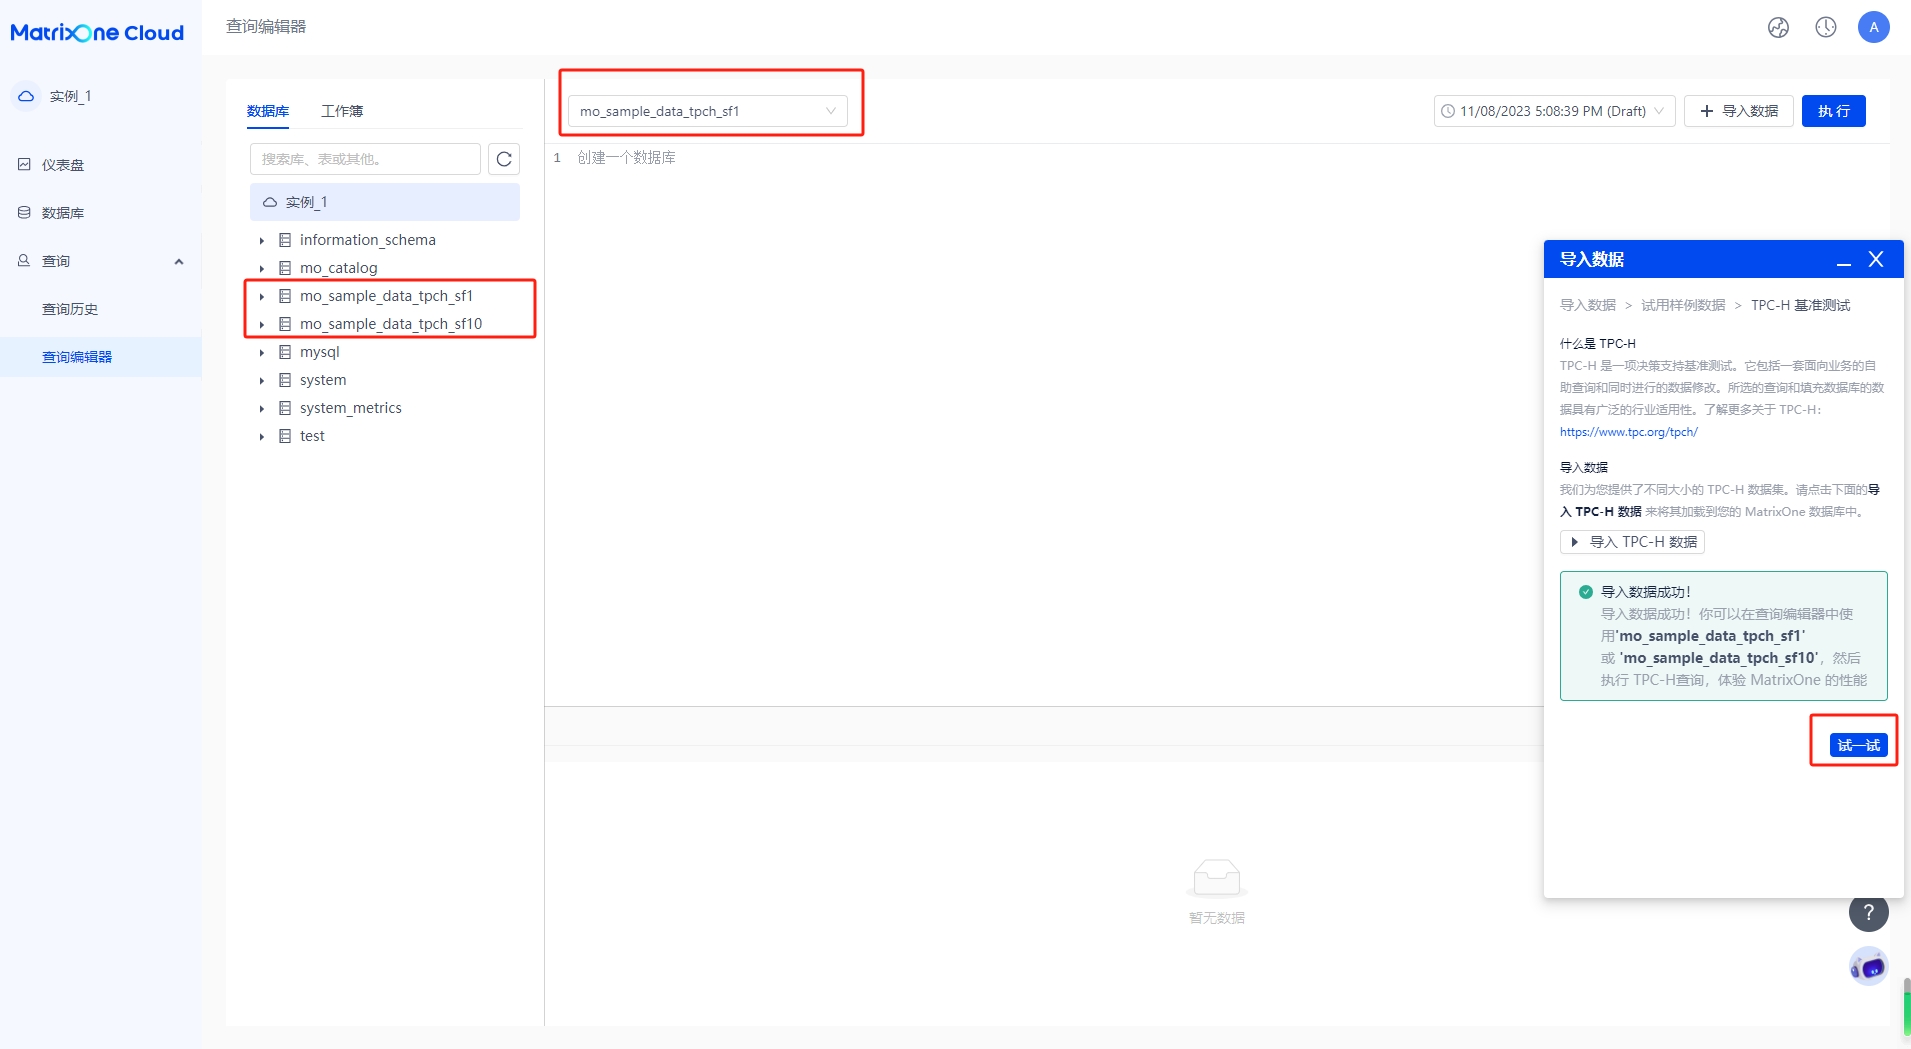 MatrixOne Cloud
查询编辑器
A
实例_1
仪表盘
数据库
查询
查询历史
查询编辑器
数据库 工作簿
搜索库、表或其他。
实例_1
information_schema
mo_catalog
mo_sample_data_tpch_sf1
mo_sample_data_tpch_sf10
mysql
system
system_metrics
test
mo_sample_data_tpch_sf1
11/08/2023 5:08:39 PM (Draft)
+ 导入数据
执 行
1 创建一个数据库
暂无数据
导入数据
导入数据 > 试用样例数据 > TPC-H 基准测试
什么是 TPC-H
TPC-H 是一项决策支持基准测试。它包括一套面向业务的自
助查询和同时进行的数据修改。所选的查询和填充数据库的数
据具有广泛的行业适用性。了解更多关于 TPC-H:
https://www.tpc.org/tpch/
导入数据
我们为您提供了不同大小的 TPC-H 数据集。请点击下面的导
入 TPC-H 数据 来将其加载到您的 MatrixOne 数据库中。
导入 TPC-H 数据
导入数据成功！
导入数据成功！你可以在查询编辑器中使
用'mo_sample_data_tpch_sf1'
或 'mo_sample_data_tpch_sf10'，然后
执行 TPC-H查询，体验 MatrixOne 的性能
试一试
?